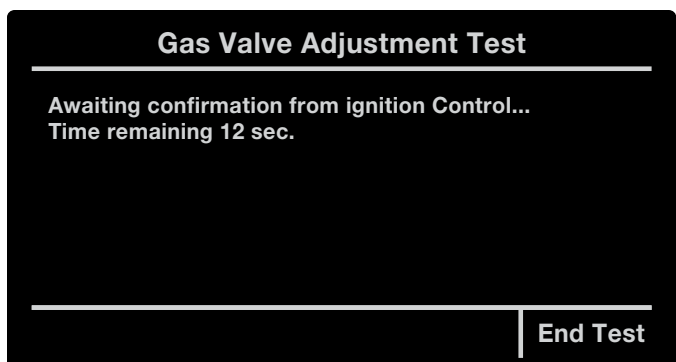 Gas Valve Adjustment Test
Awaiting confirmation from ignition Control...
Time remaining 12 sec.
End Test